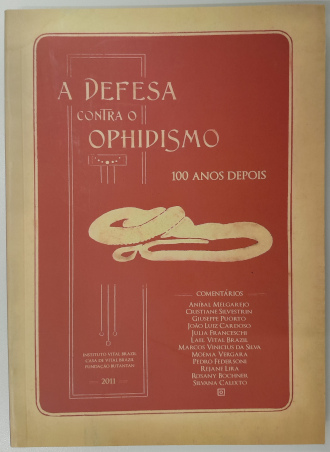 A DEFESA
CONTRA O
OPHIDISMO
100 ANOS DEPOIS
COMENTÁRIOS
ANÍBAL MELGAREJO
CRISTIANE SILVESTRIN
GIUSEPPE PUORTO
JOÃO LUIZ CARDOSO
JULIA FRANCESCHI
LAEL VITAL BRAZIL
MARCUS VINICIUS DA SILVA
MOEMA VERGARA
PEDRO FEDERSONI
REJANE LIRA
ROSANY BOCHNER
SILVANA CALIXTO
INSTITUTO VITAL BRAZIL
CASA DE VITAL BRAZIL
FUNDAÇÃO BUTANTAN
2011